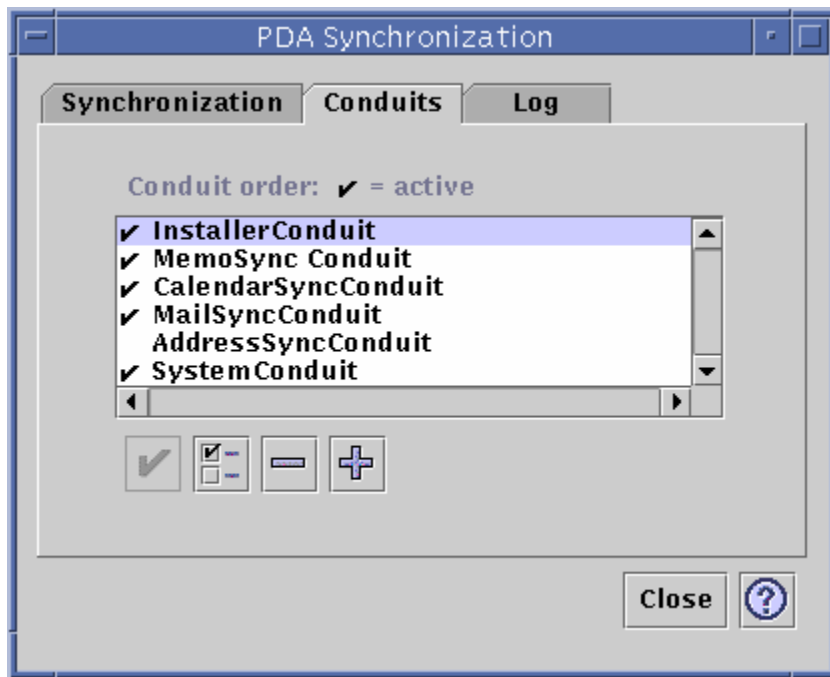 PDA Synchronization
Synchronization Conduits Log
Conduit order: ✔ = active
✔ InstallerConduit
✔ MemoSync Conduit
✔ CalendarSyncConduit
✔ MailSyncConduit
AddressSyncConduit
✔ SystemConduit
Close ?